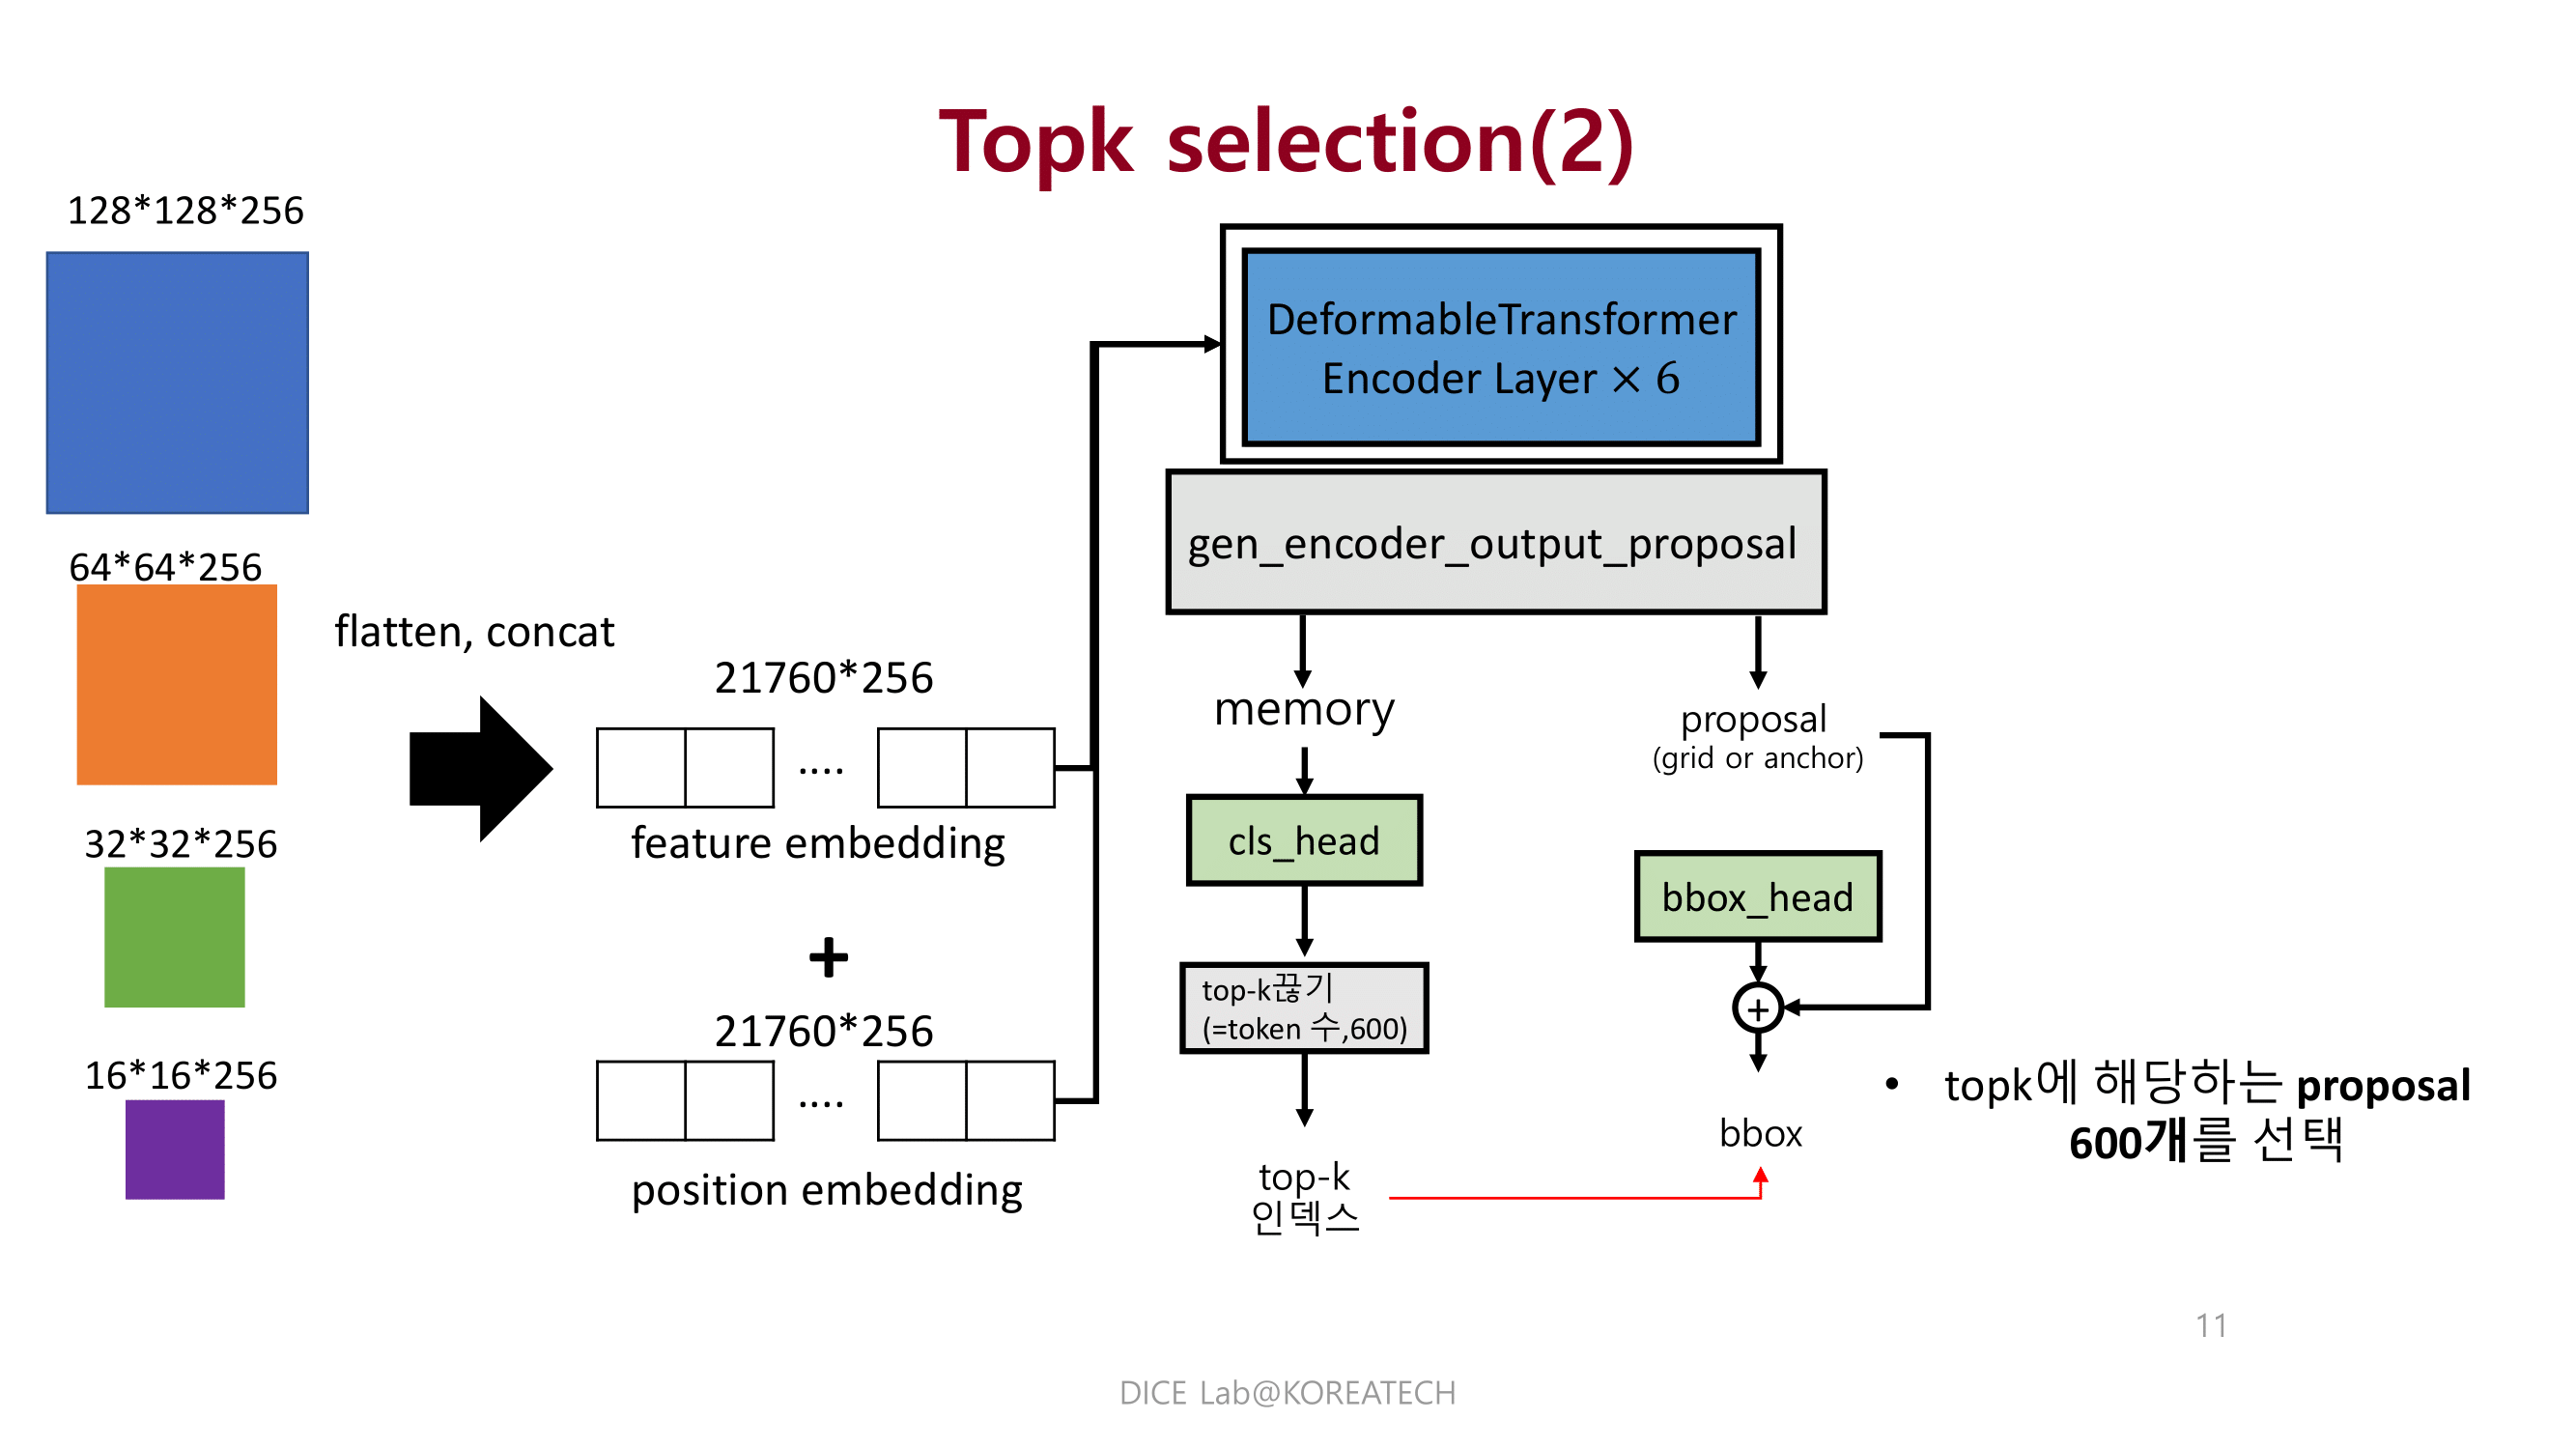 Topk selection(2)
128*128*256
64*64*256
32*32*256
16*16*256
flatten, concat
21760*256
....
feature embedding
+
21760*256
....
position embedding
DeformableTransformer
Encoder Layer × 6
gen_encoder_output_proposal
memory
cls_head
top-k끊기
(=token 수,600)
top-k
인덱스
proposal
(grid or anchor)
bbox_head
+
bbox
• topk에 해당하는 proposal
600개를 선택
11
DICE Lab@KOREATECH